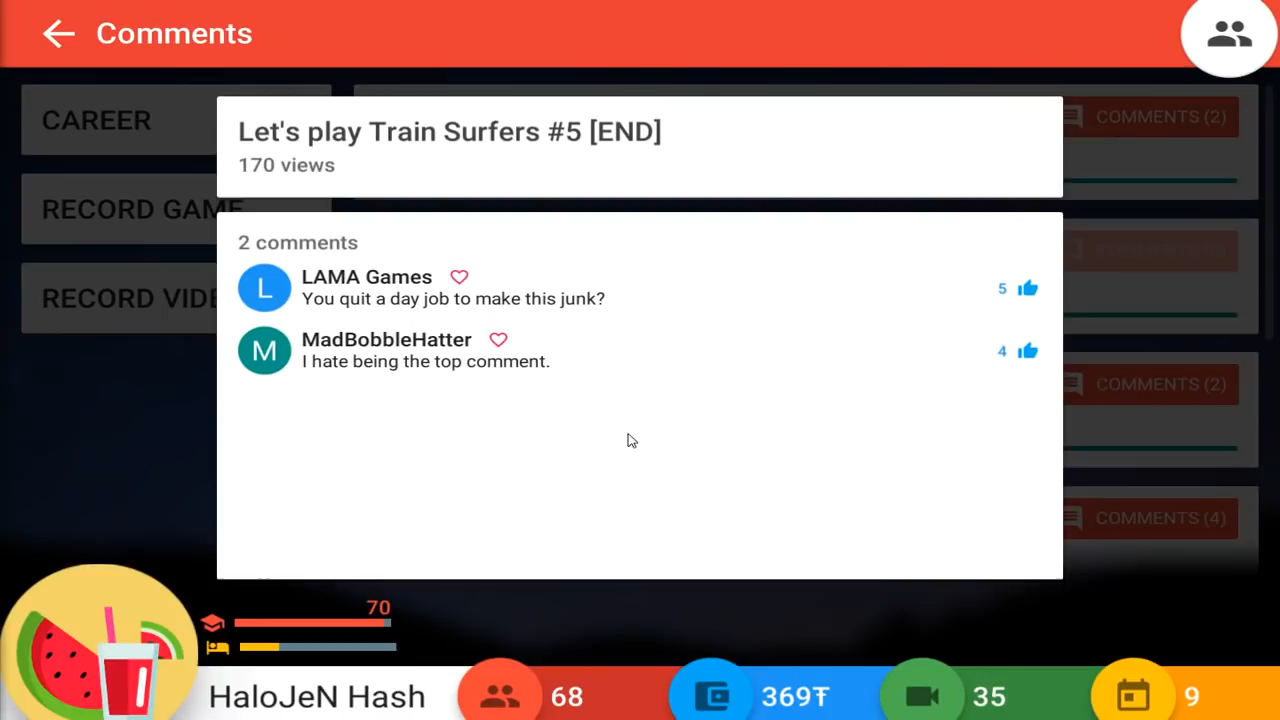 Comments
CAREER
COMMENTS (2)
Let's play Train Surfers #5 [END]
170 views
RECORD GAME
2 comments
L
LAMA Games
You quit a day job to make this junk?
5
RECORD VIDE
M
MadBobbleHatter
I hate being the top comment.
4
COMMENTS (2)
COMMENTS (4)
70
HaloJeN Hash
68
369Ŧ
35
9